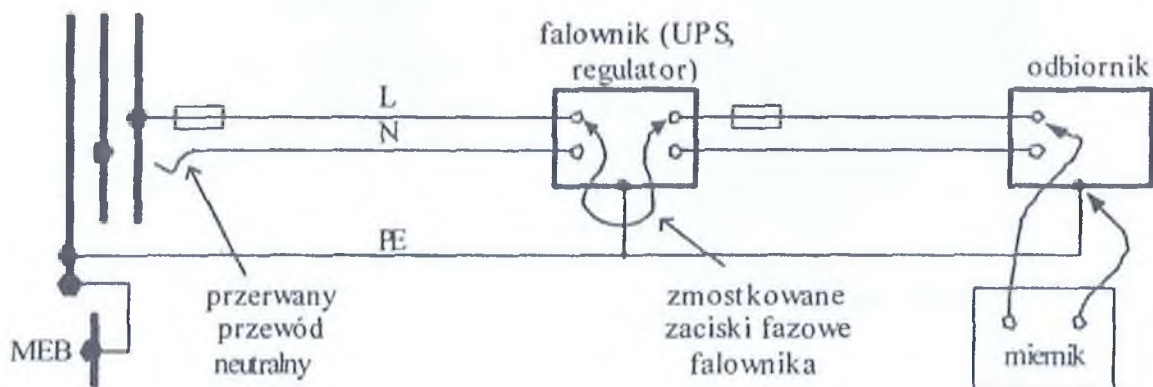 falownik (UPS,
regulator)
odbiornik
L
N
PE
przerwany
przewód
neutralny
zmostkowane
zaciski fazowe
falownika
MEB
miernik